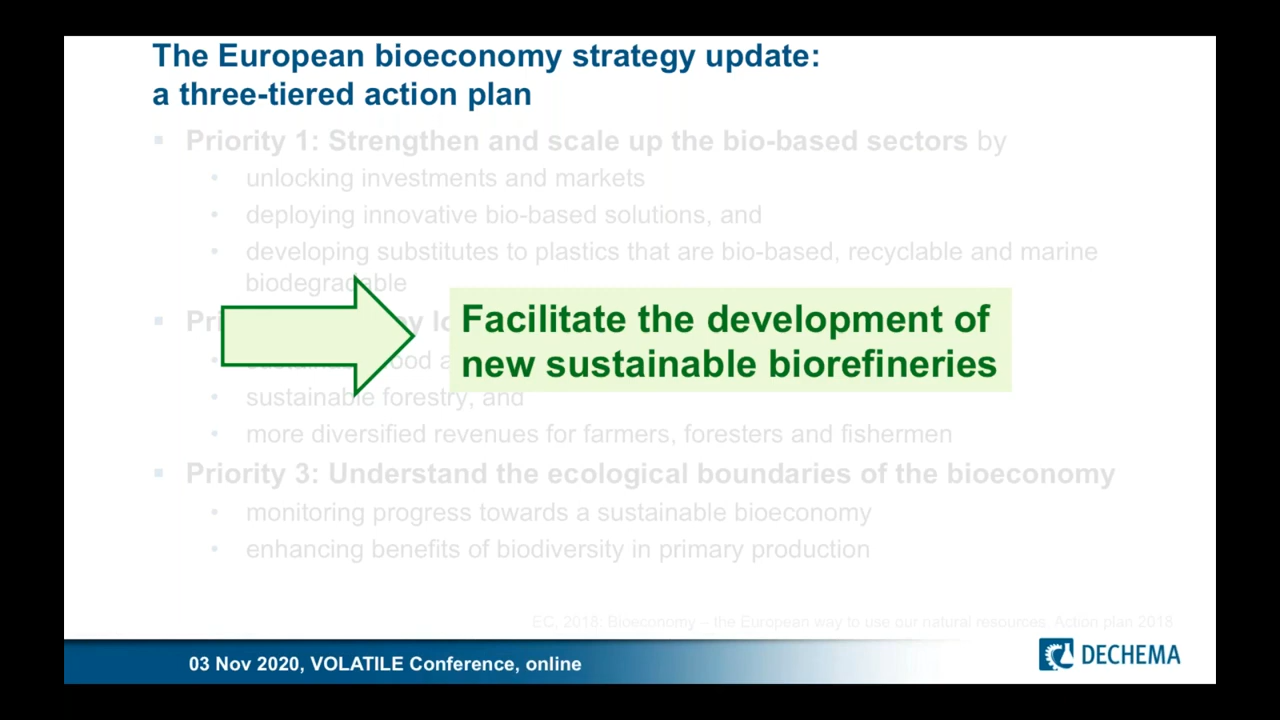 The European bioeconomy strategy update:
a three-tiered action plan
▪ Priority 1: Strengthen and scale up the bio-based sectors by
• unlocking investments and markets
• deploying innovative bio-based solutions, and
• developing substitutes to plastics that are bio-based, recyclable and marine
biodegradable
Facilitate the development of
new sustainable biorefineries
• sustainable forestry, and
• more diversified revenues for farmers, foresters and fishermen
▪ Priority 3: Understand the ecological boundaries of the bioeconomy
• monitoring progress towards a sustainable bioeconomy
• enhancing benefits of biodiversity in primary production
EC, 2018: Bioeconomy – the European way to use our natural resources. Action plan 2018
03 Nov 2020, VOLATILE Conference, online
DECHEMA